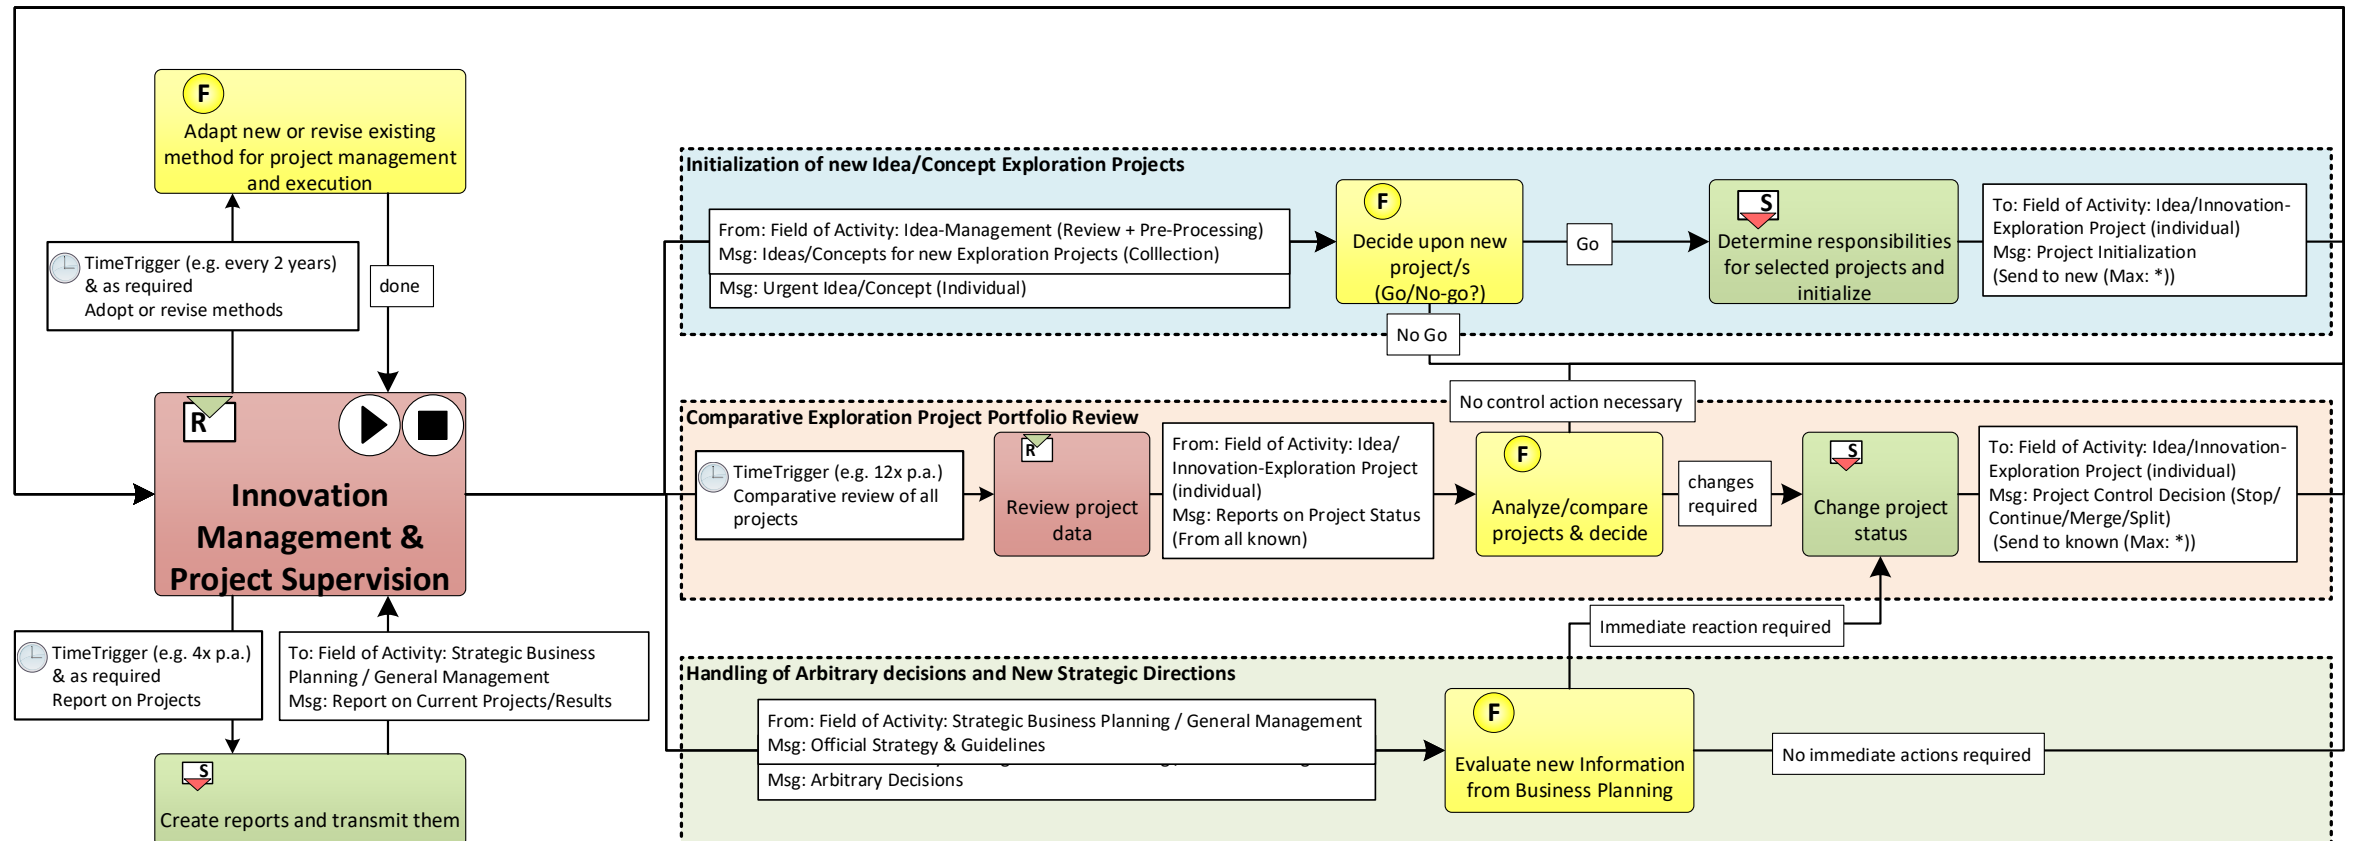 F
Adapt new or revise existing
method for project management
and execution
TimeTrigger (e.g. every 2 years)
& as required
Adopt or revise methods
done
R
Innovation
Management &
Project Supervision
TimeTrigger (e.g. 4x p.a.)
& as required
Report on Projects
To: Field of Activity: Strategic Business
Planning / General Management
Msg: Report on Current Projects/Results
S
Create reports and transmit them
Initialization of new Idea/Concept Exploration Projects
From: Field of Activity: Idea-Management (Review + Pre-Processing)
Msg: Ideas/Concepts for new Exploration Projects (Colllection)
Msg: Urgent Idea/Concept (Individual)
F
Decide upon new
project/s
(Go/No-go?)
Go
No Go
S
Determine responsibilities
for selected projects and
initialize
To: Field of Activity: Idea/Innovation-
Exploration Project (individual)
Msg: Project Initialization
(Send to new (Max: *))
Comparative Exploration Project Portfolio Review
TimeTrigger (e.g. 12x p.a.)
Comparative review of all
projects
R
Review project
data
From: Field of Activity: Idea/
Innovation-Exploration Project
(individual)
Msg: Reports on Project Status
(From all known)
No control action necessary
F
Analyze/compare
projects & decide
changes
required
S
Change project
status
To: Field of Activity: Idea/Innovation-
Exploration Project (individual)
Msg: Project Control Decision (Stop/
Continue/Merge/Split)
(Send to known (Max: *))
Immediate reaction required
Handling of Arbitrary decisions and New Strategic Directions
From: Field of Activity: Strategic Business Planning / General Management
Msg: Official Strategy & Guidelines
Msg: Arbitrary Decisions
F
Evaluate new Information
from Business Planning
No immediate actions required